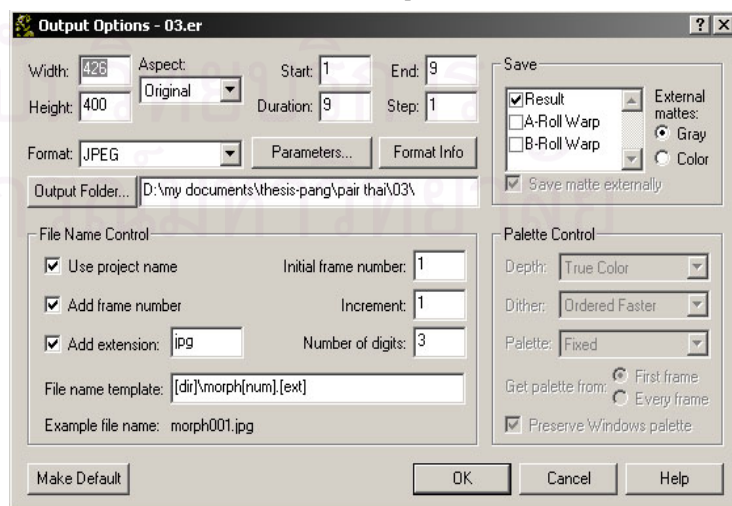 Output Options - 03.er
Width: 426 Aspect: Start: 1 End: 9
Original
Height: 400 Duration: 9 Step: 1
Format: JPEG Parameters... Format Info
Output Folder... D:\my documents\thesis-pang\pair thai\03\
Save
Result
A-Roll Warp
B-Roll Warp
External mattes:
Gray
Color
Save matte externally
File Name Control
Use project name Initial frame number: 1
Add frame number Increment: 1
Add extension: jpg Number of digits: 3
File name template: [dir]\morph[num].[ext]
Example file name: morph001.jpg
Palette Control
Depth: True Color
Dither: Ordered Faster
Palette: Fixed
Get palette from: First frame
Every frame
Preserve Windows palette
Make Default OK Cancel Help